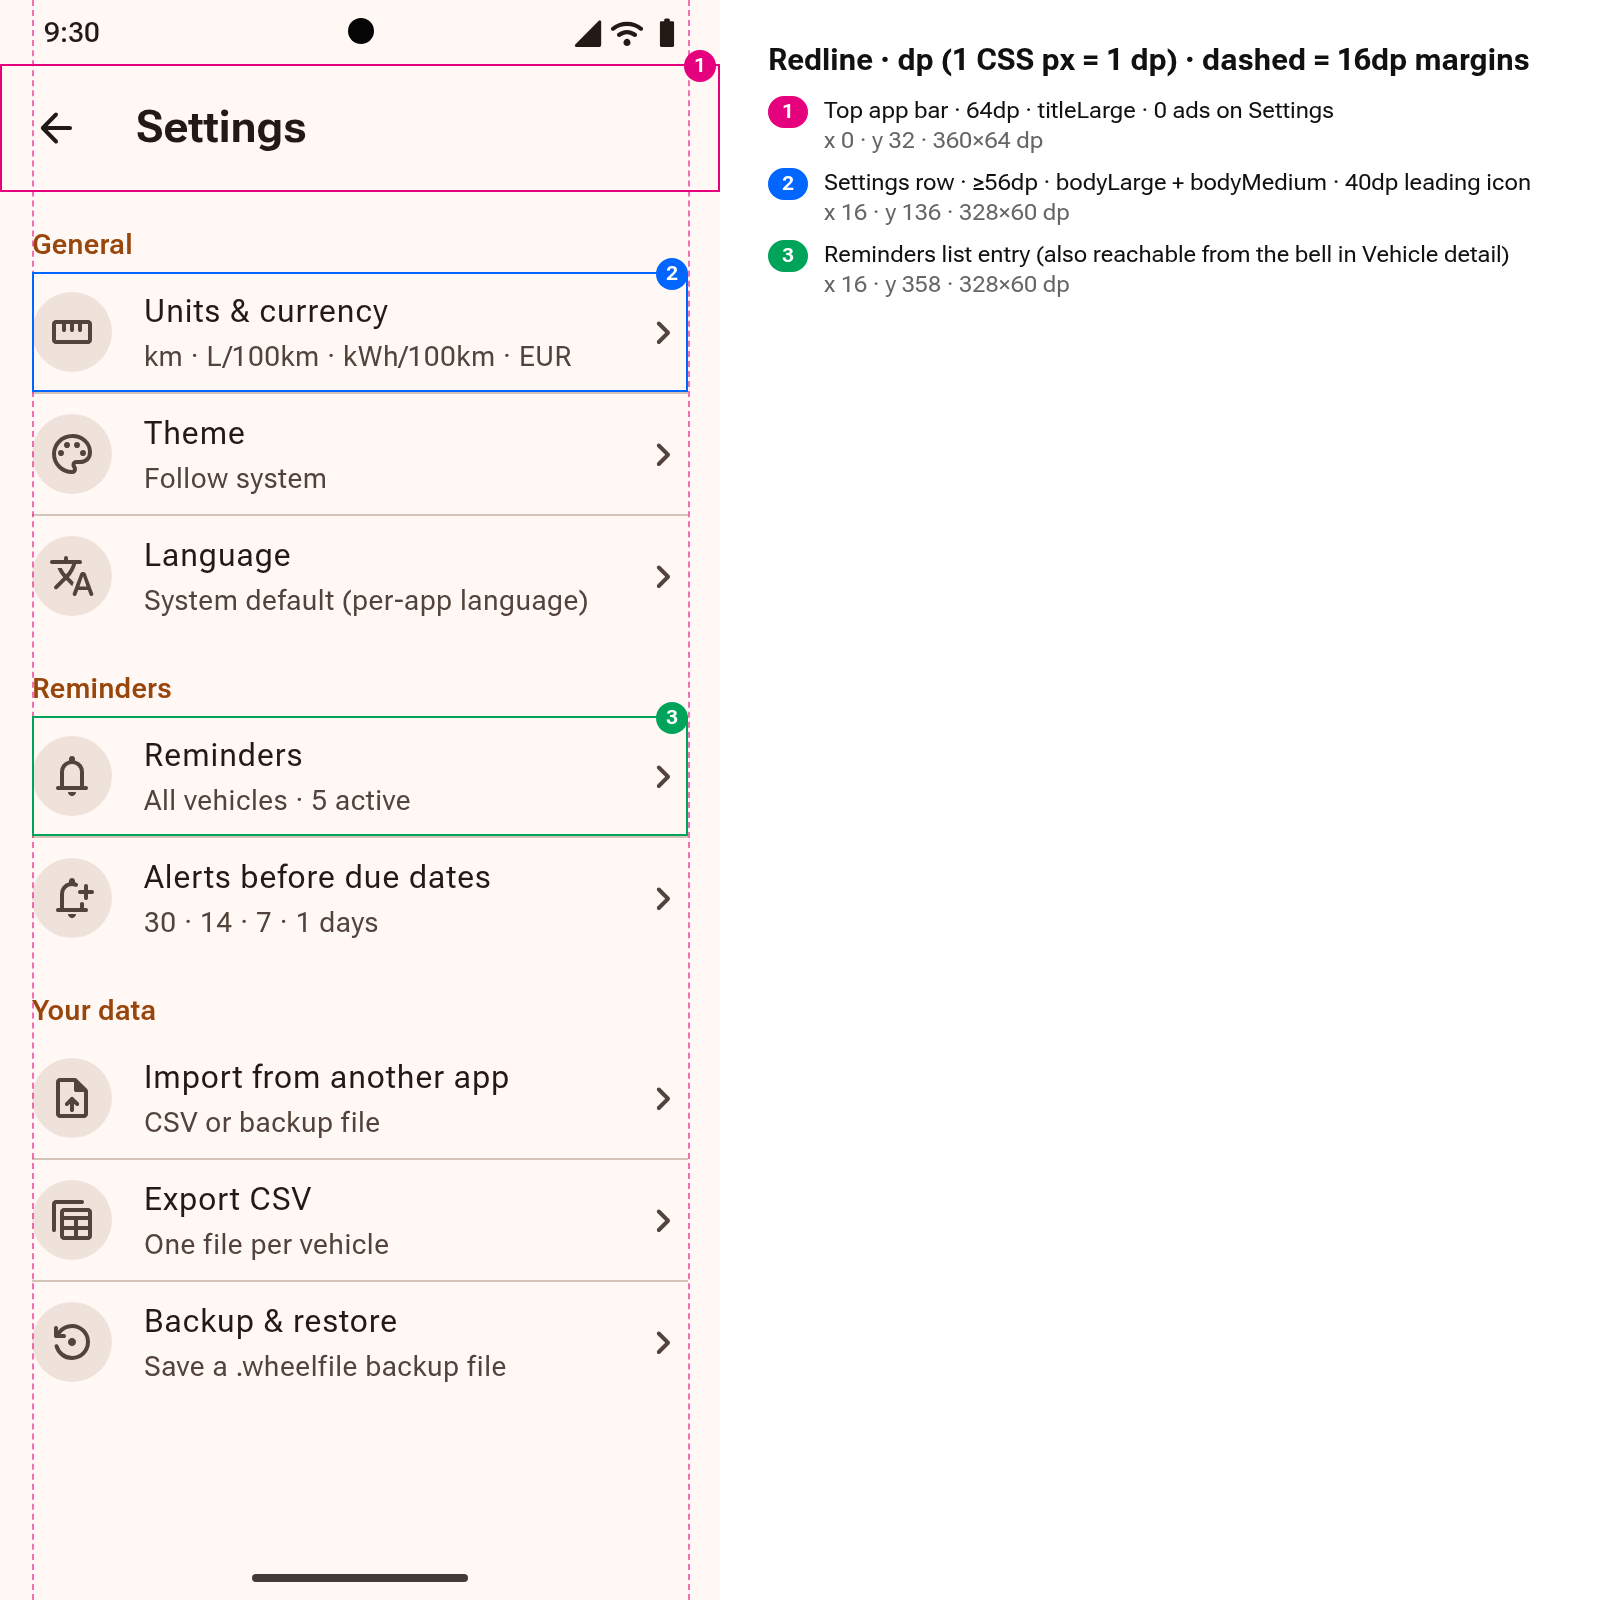 9:30
1
Settings
General
2
Units & currency
km · L/100km · kWh/100km · EUR
Theme
Follow system
Language
System default (per-app language)
Reminders
3
Reminders
All vehicles · 5 active
Alerts before due dates
30 · 14 · 7 · 1 days
Your data
Import from another app
CSV or backup file
Export CSV
One file per vehicle
Backup & restore
Save a .wheelfile backup file
Redline · dp (1 CSS px = 1 dp) · dashed = 16dp margins
1 Top app bar · 64dp · titleLarge · 0 ads on Settings
x 0 · y 32 · 360×64 dp
2 Settings row · ≥56dp · bodyLarge + bodyMedium · 40dp leading icon
x 16 · y 136 · 328×60 dp
3 Reminders list entry (also reachable from the bell in Vehicle detail)
x 16 · y 358 · 328×60 dp